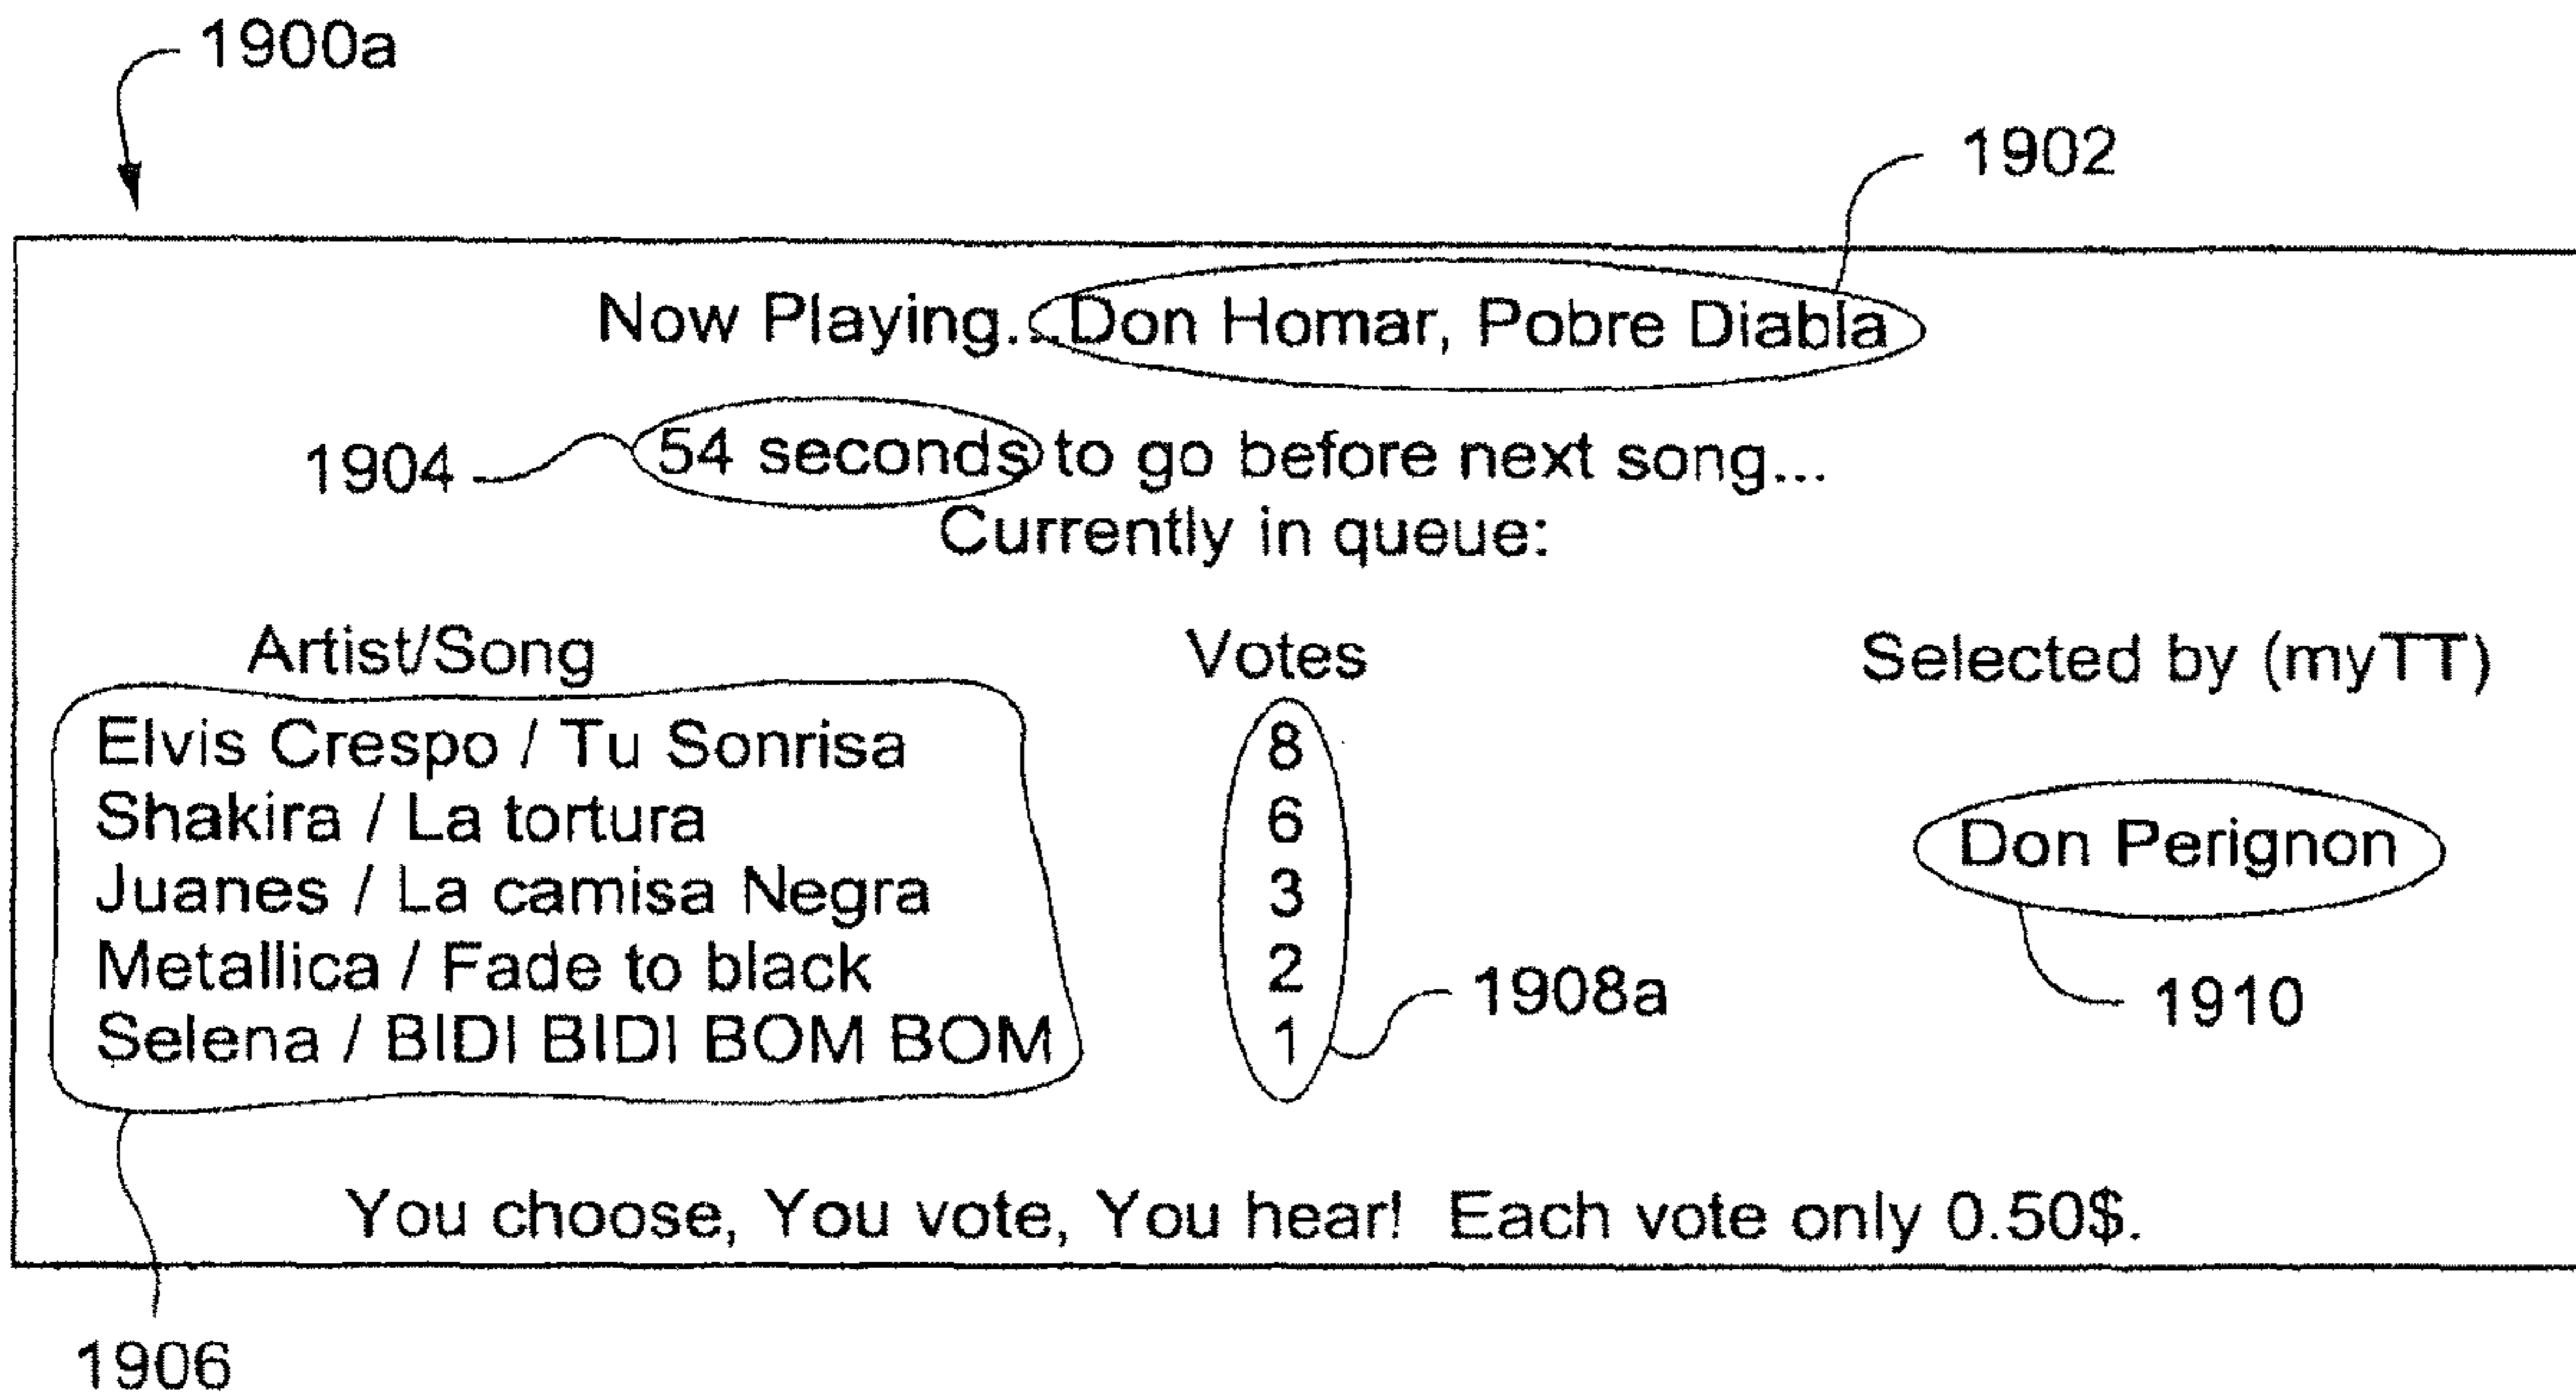 1900a
1902
Now Playing...Don Homar, Pobre Diabla
1904
54 seconds to go before next song...
Currently in queue:
Artist/Song Votes Selected by (myTT)
Elvis Crespo / Tu Sonrisa 8
Shakira / La tortura 6
Don Perignon
Juanes / La camisa Negra 3
Metallica / Fade to black 2
1908a
1910
Selena / BIDI BIDI BOM BOM 1
You choose, You vote, You hear! Each vote only 0.50$.
1906